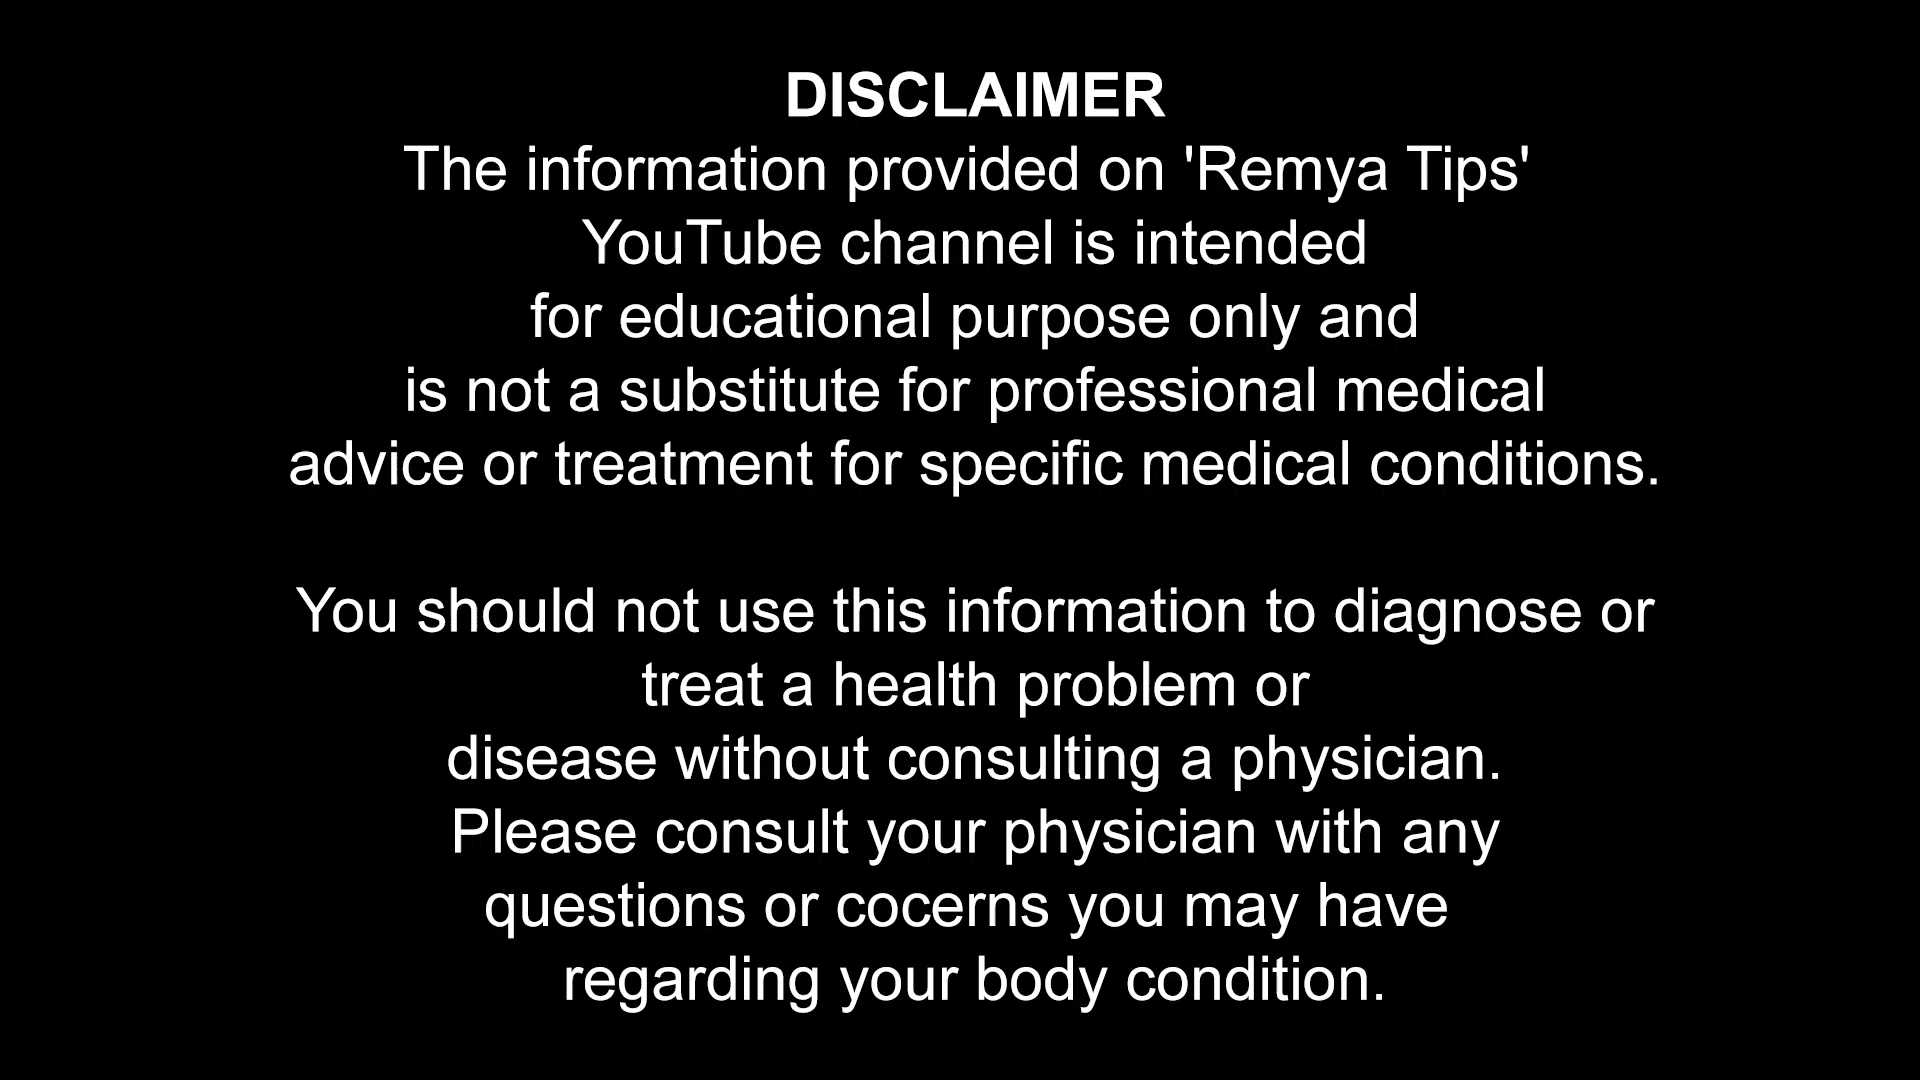 DISCLAIMER
The information provided on 'Remya Tips'
YouTube channel is intended
for educational purpose only and
is not a substitute for professional medical
advice or treatment for specific medical conditions.
You should not use this information to diagnose or
treat a health problem or
disease without consulting a physician.
Please consult your physician with any
questions or cocerns you may have
regarding your body condition.